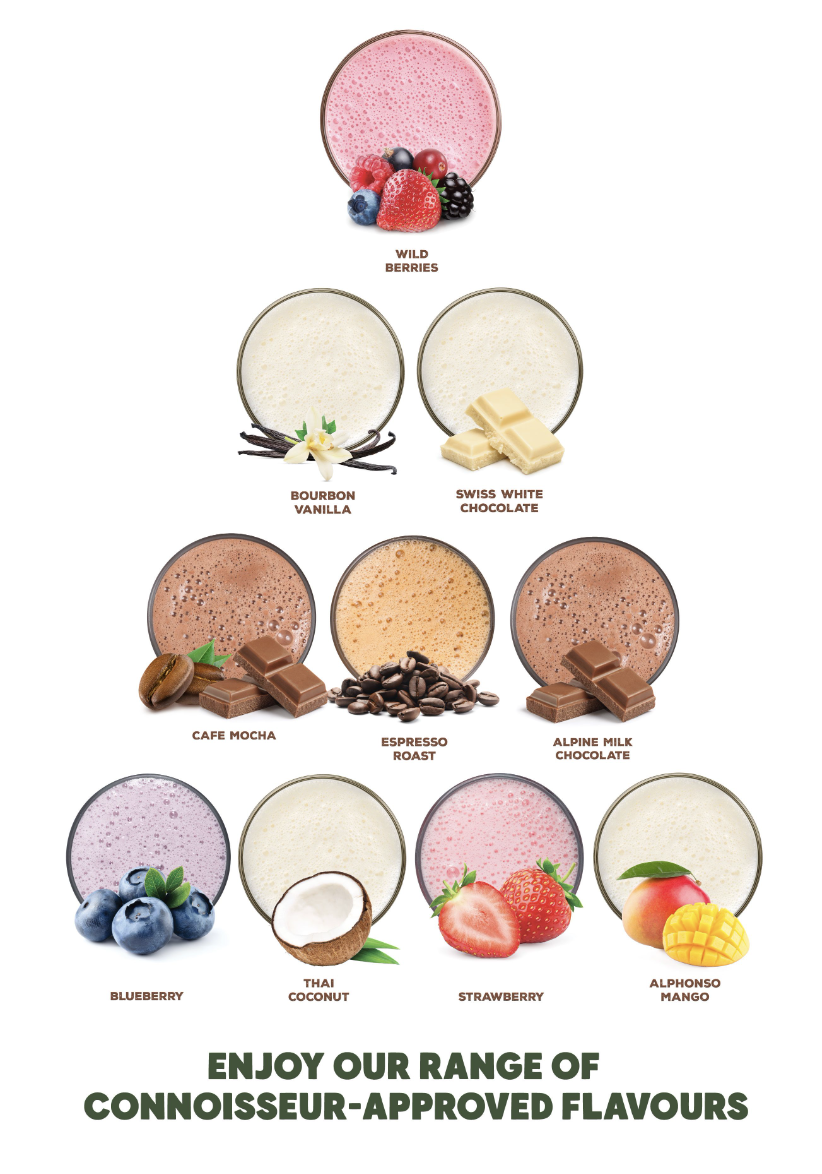 WILD
BERRIES
BOURBON
VANILLA
SWISS WHITE
CHOCOLATE
CAFE MOCHA
ESPRESSO
ROAST
ALPINE MILK
CHOCOLATE
BLUEBERRY
THAI
COCONUT
STRAWBERRY
ALPHONSO
MANGO
ENJOY OUR RANGE OF
CONNOISSEUR-APPROVED FLAVOURS